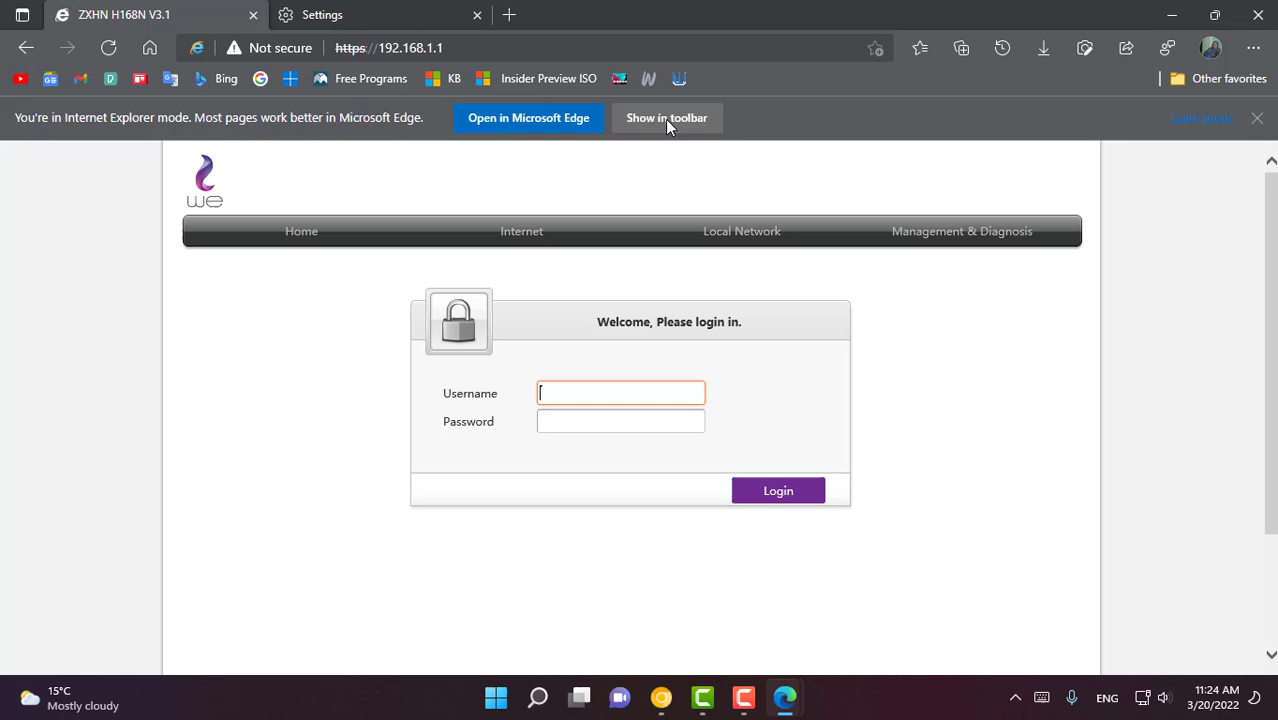 ZXHN H168N V3.1
Settings
Not secure
https://192.168.1.1
Bing
Free Programs
KB
Insider Preview ISO
Other favorites
You're in Internet Explorer mode. Most pages work better in Microsoft Edge.
Open in Microsoft Edge
Show in toolbar
Learn more
we
Home
Internet
Local Network
Management & Diagnosis
Welcome, Please login in.
Username
Password
Login
15°C
Mostly cloudy
ENG
11:24 AM
3/20/2022